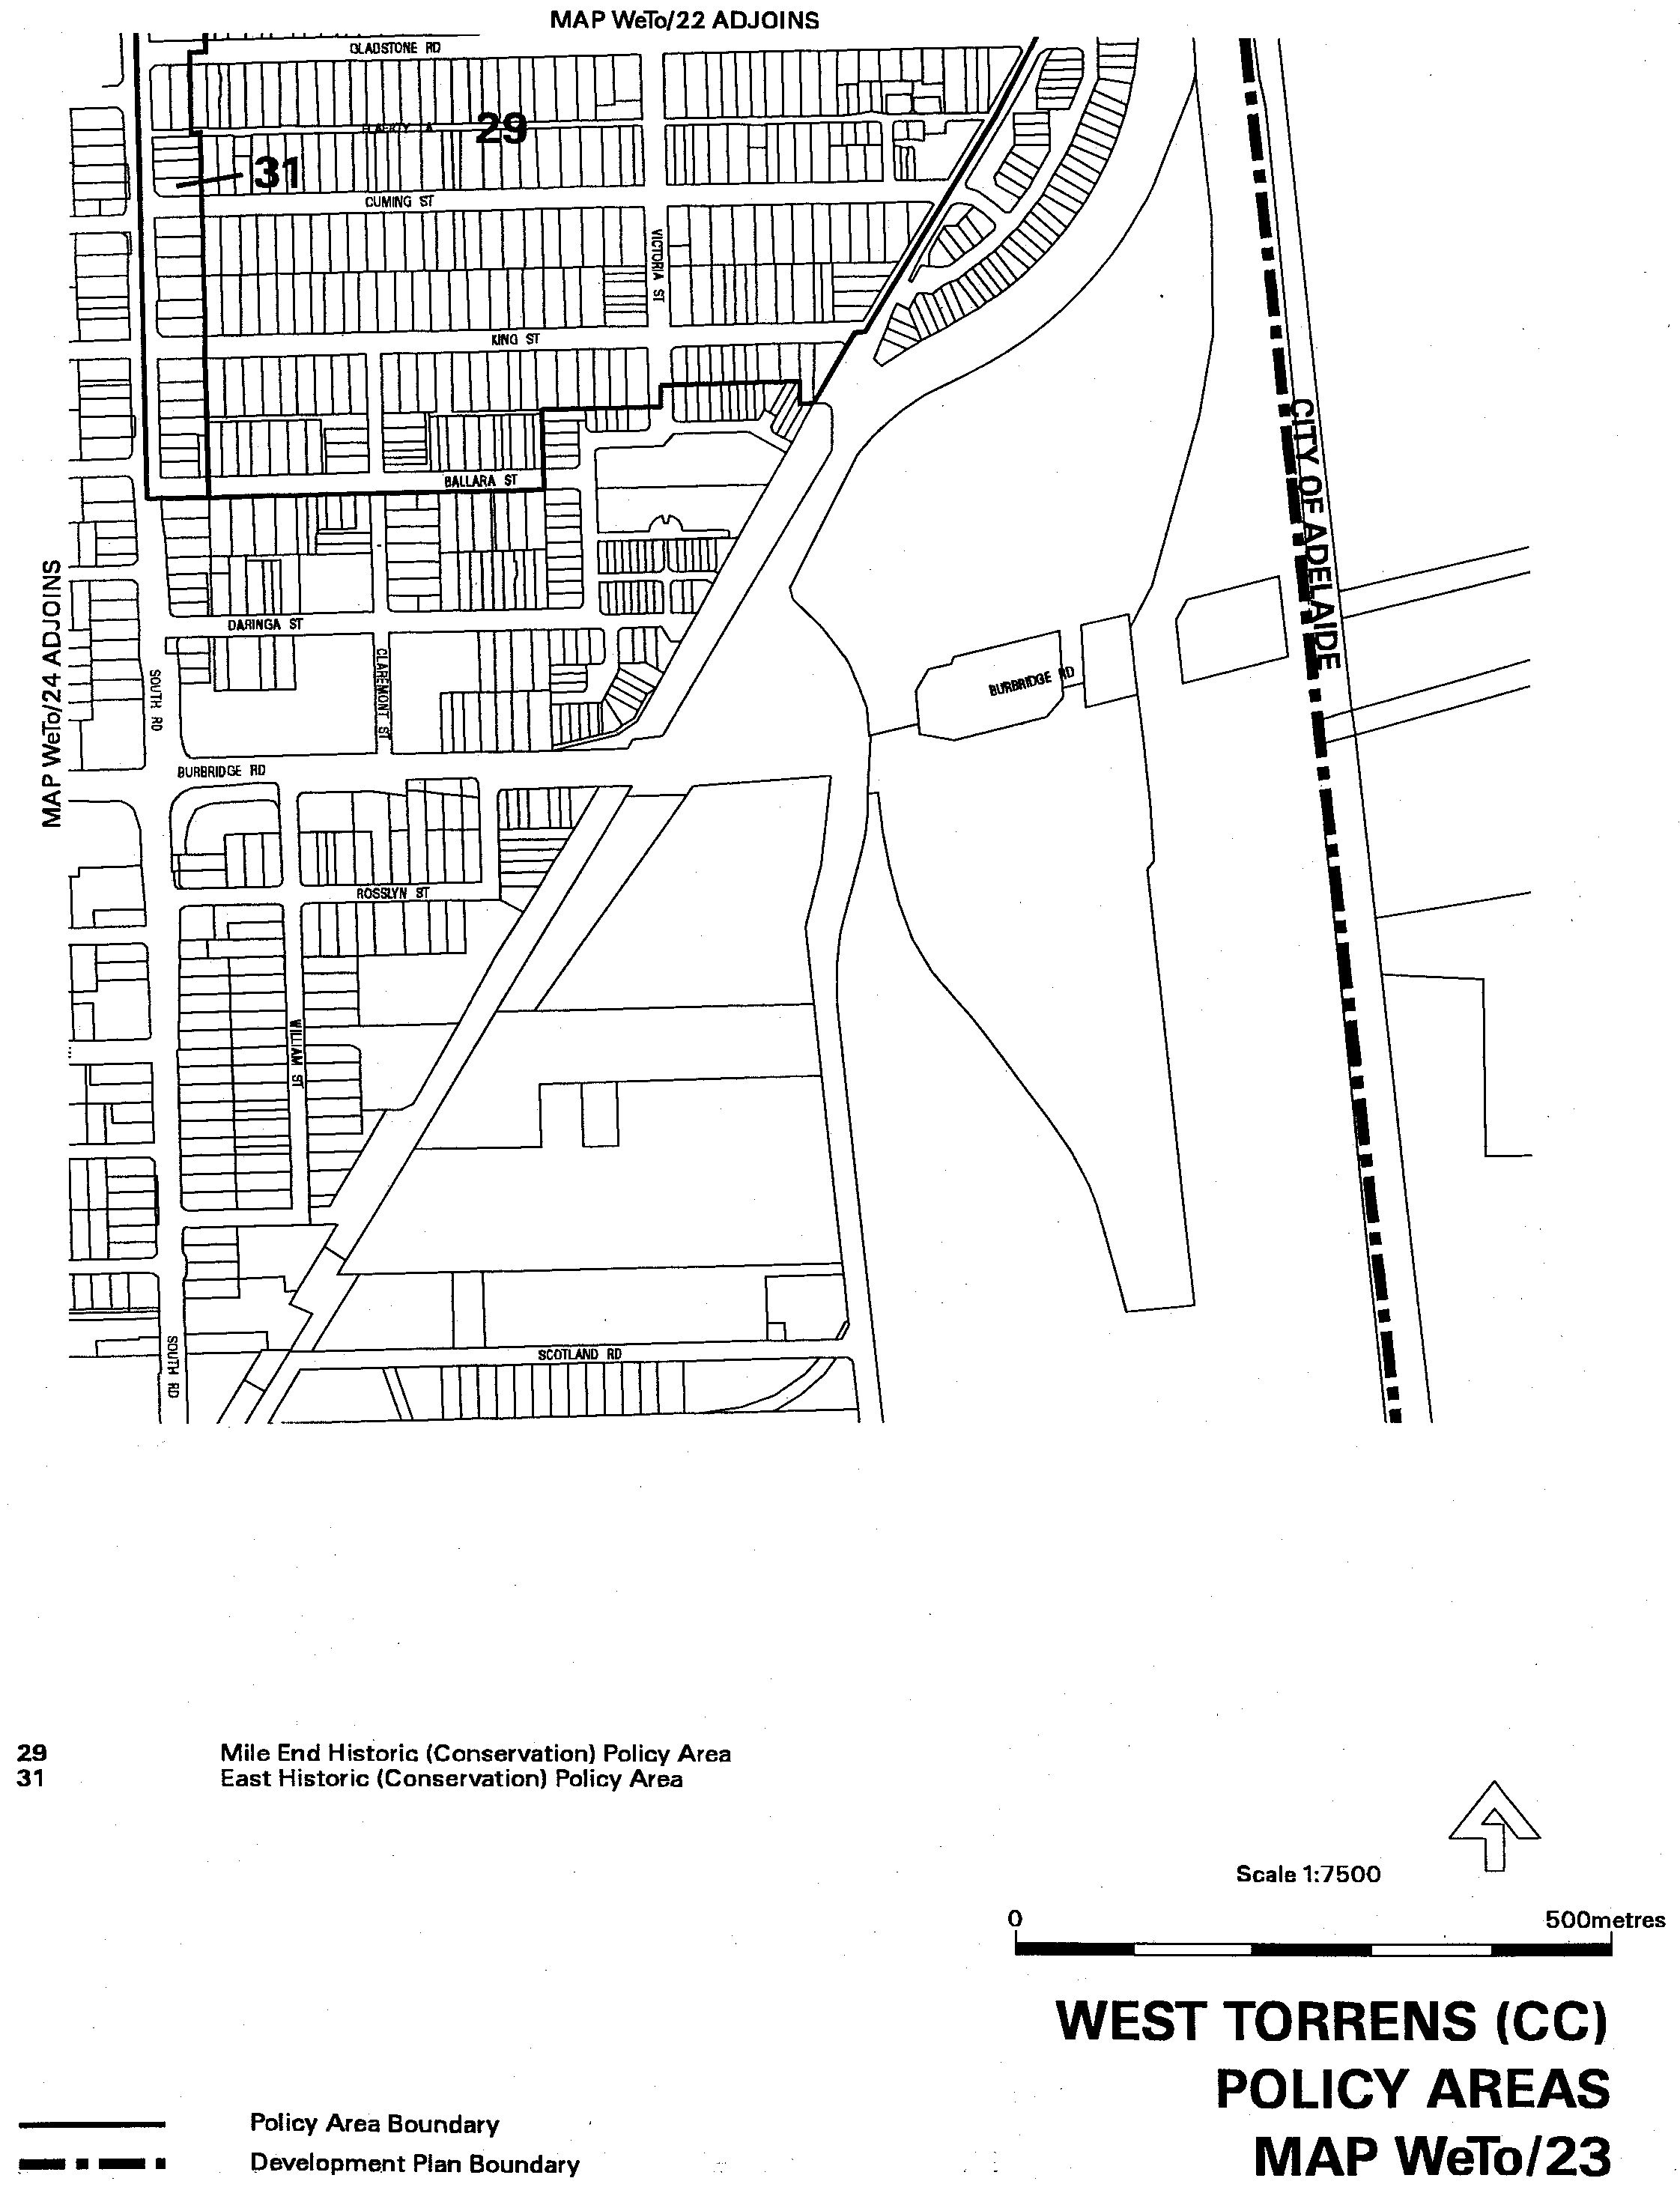 MAP WeTo/22 ADJOINS
GLADSTONE RD
29
31
CUMING ST
VICTORIA ST
KING ST
BALLARA ST
CITY OF ADELAIDE
MAP WeTo/24 ADJOINS
DARINGA ST
CLAREMONT ST
SOUTH RD
BURBRIDGE RD
BURBRIDGE RD
ROSSLYN ST
WILLIAM ST
SCOTLAND RD
SOUTH RD
29 Mile End Historic (Conservation) Policy Area
31 East Historic (Conservation) Policy Area
Scale 1:7500
0 500metres
WEST TORRENS (CC)
POLICY AREAS
MAP WeTo/23
Policy Area Boundary
Development Plan Boundary